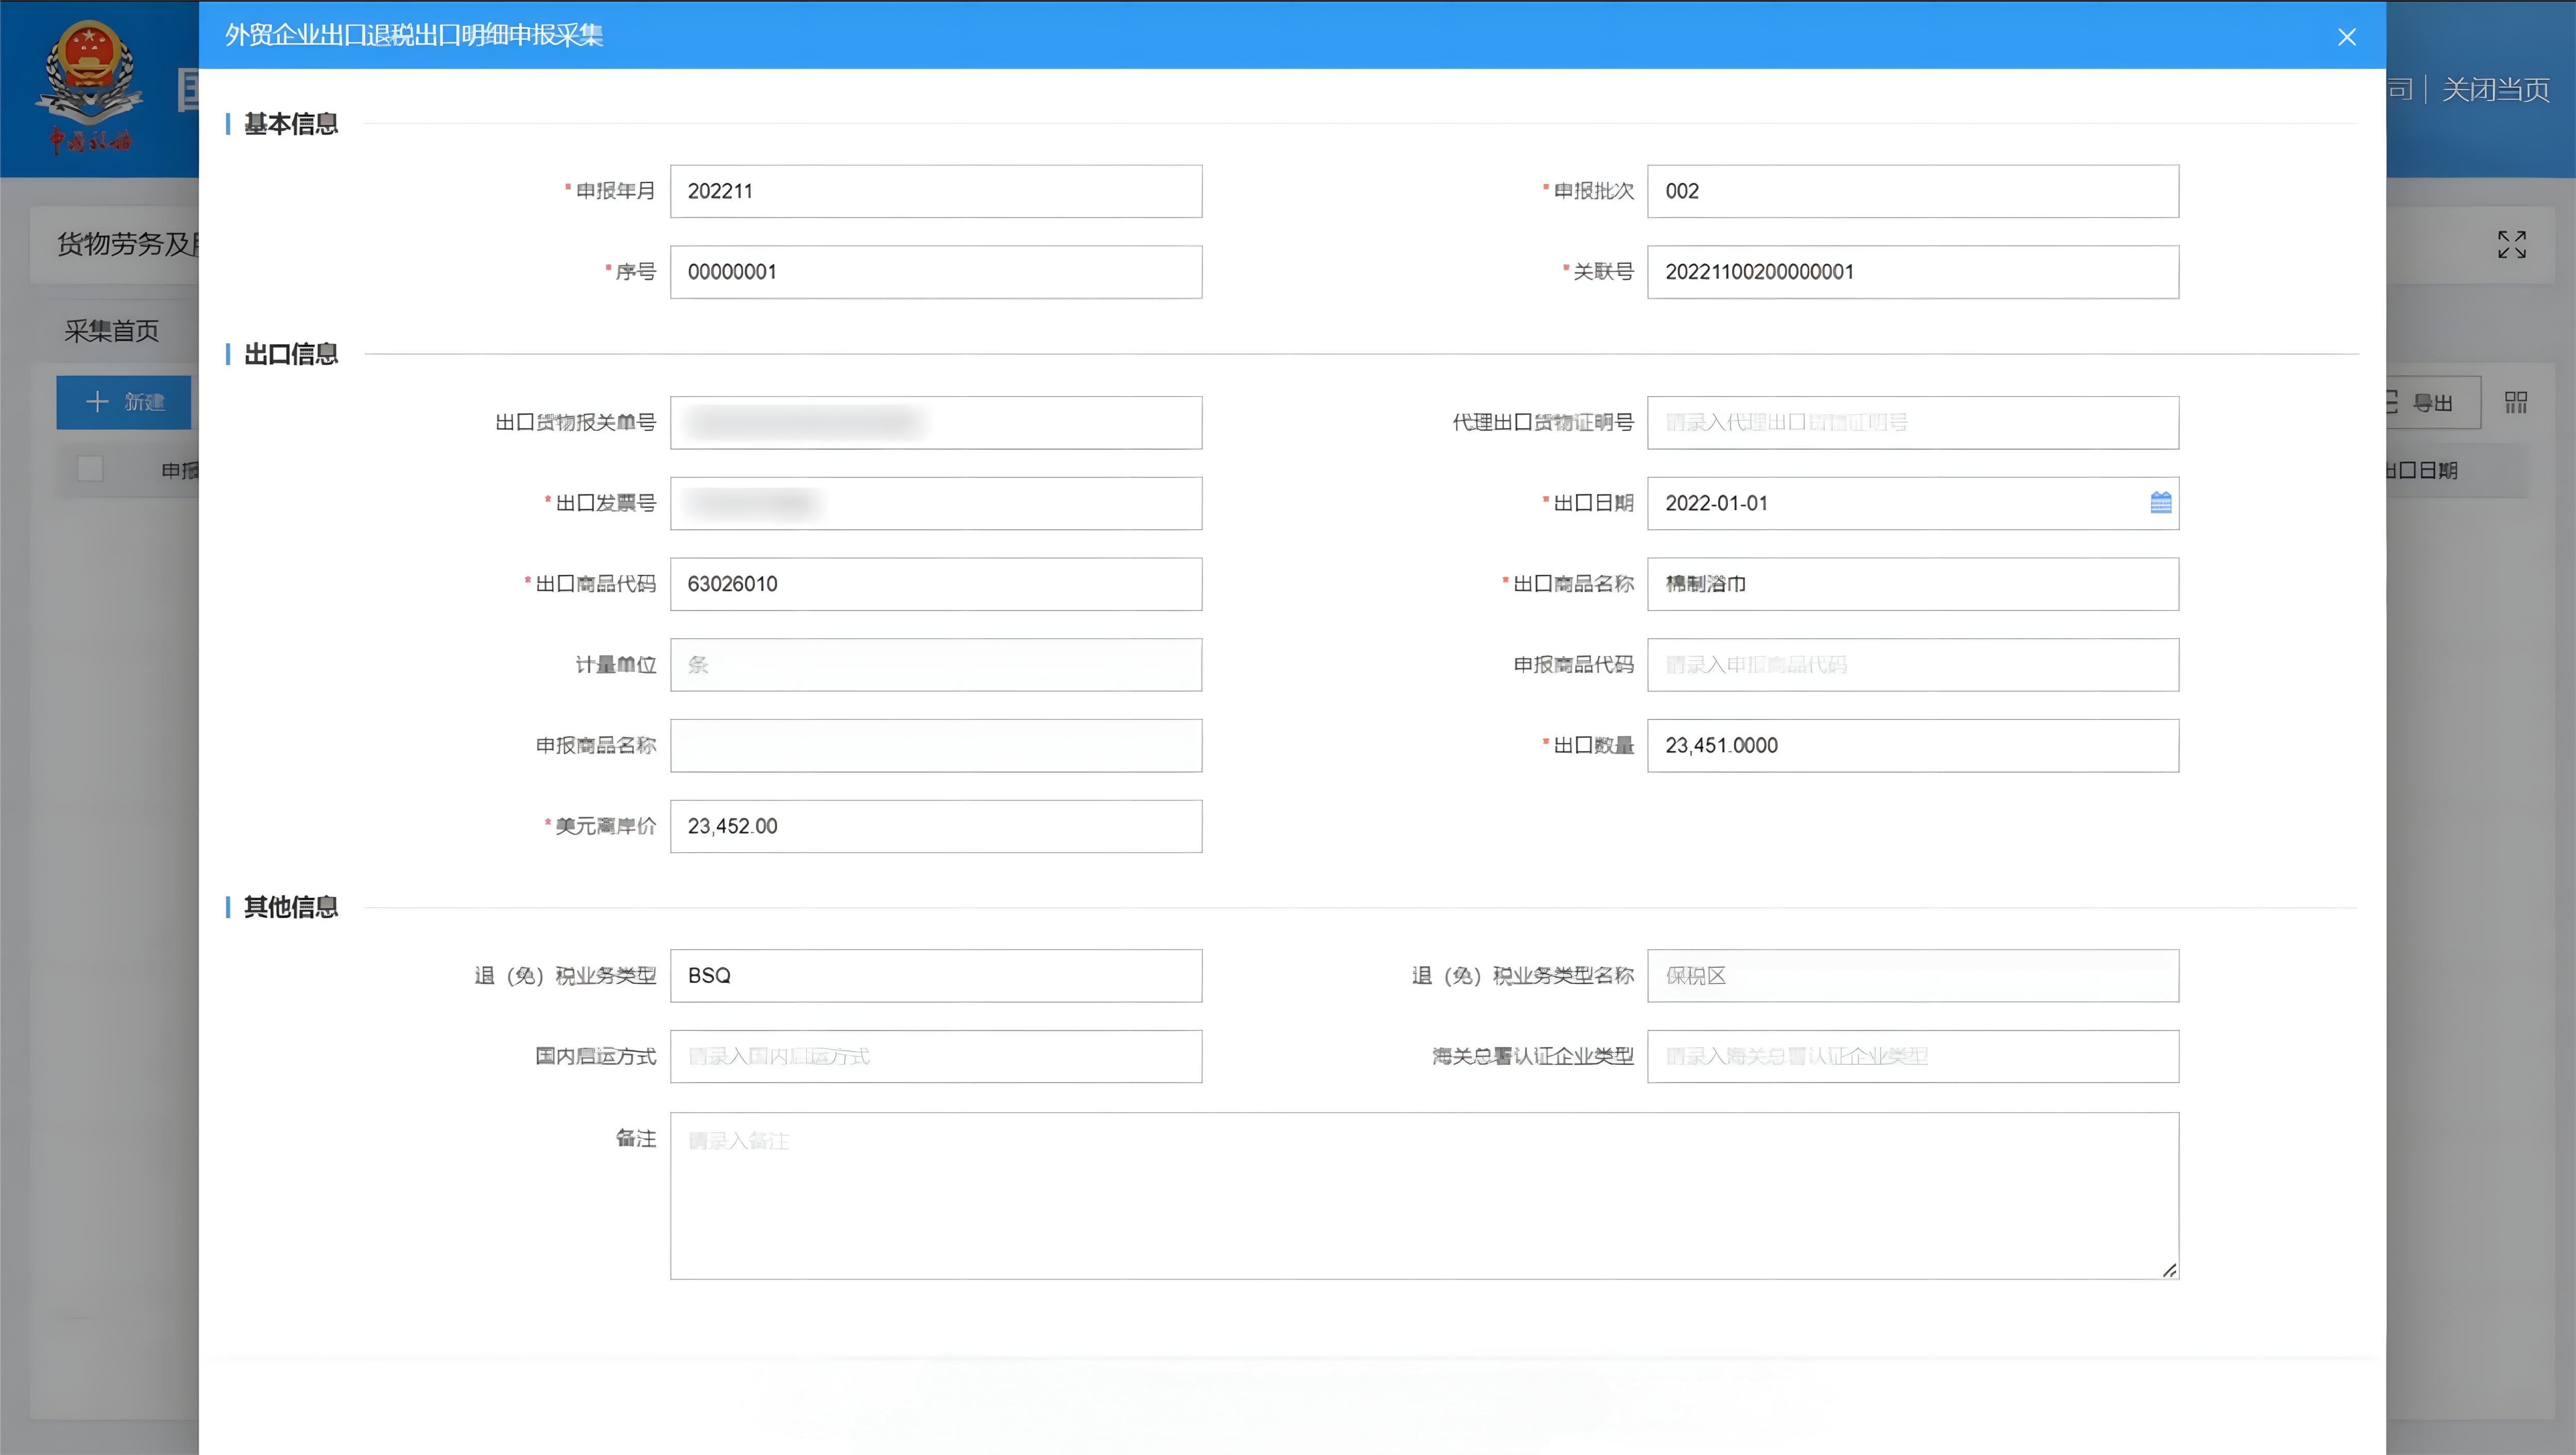 外贸企业出口退税出口明细申报采集
关闭当页
基本信息
*申报年月 202211
*申报批次 002
货物劳务及
*序号 00000001
*关联号 20221100200000001
采集首页
出口信息
新建
导出
出口货物报关单号
代理出口货物证明号 请录入代理出口货物证明号
申报
出口日期
*出口发票号
*出口日期 2022-01-01
*出口商品代码 63026010
*出口商品名称 棉制浴巾
计量单位 条
申报商品代码 请录入申报商品代码
申报商品名称
*出口数量 23,451.0000
*美元离岸价 23,452.00
其他信息
退（免）税业务类型 BSQ
退（免）税业务类型名称 保税区
国内启运方式 请录入国内启运方式
海关总署认证企业类型 请录入海关总署认证企业类型
备注 请录入备注